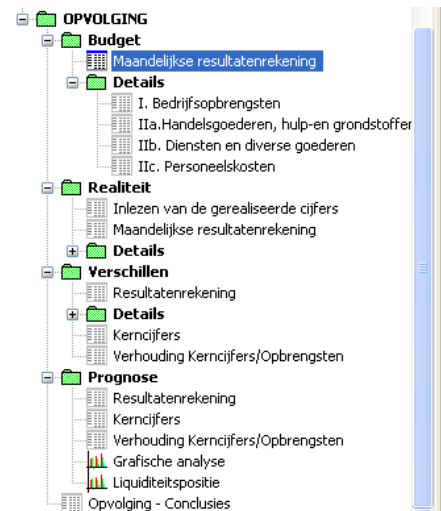 OPVOLGING
Budget
Maandelijkse resultatenrekening
Details
I. Bedrijfsopbrengsten
IIa.Handelsgoederen, hulp-en grondstoffer
IIb. Diensten en diverse goederen
IIc. Personeelskosten
Realiteit
Inlezen van de gerealiseerde cijfers
Maandelijkse resultatenrekening
Details
Verschillen
Resultatenrekening
Details
Kerncijfers
Verhouding Kerncijfers/Opbrengsten
Prognose
Resultatenrekening
Kerncijfers
Verhouding Kerncijfers/Opbrengsten
Grafische analyse
Liquiditeitspositie
Opvolging - Conclusies